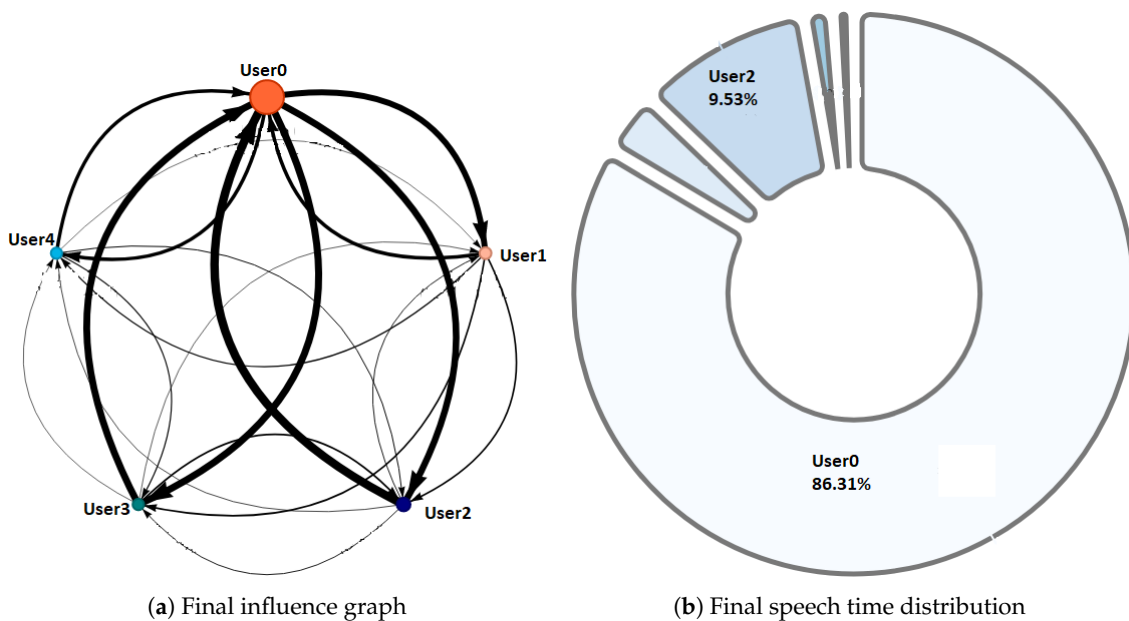 User0
User4
User1
User3
User2
User2
9.53%
User0
86.31%
(a) Final influence graph
(b) Final speech time distribution